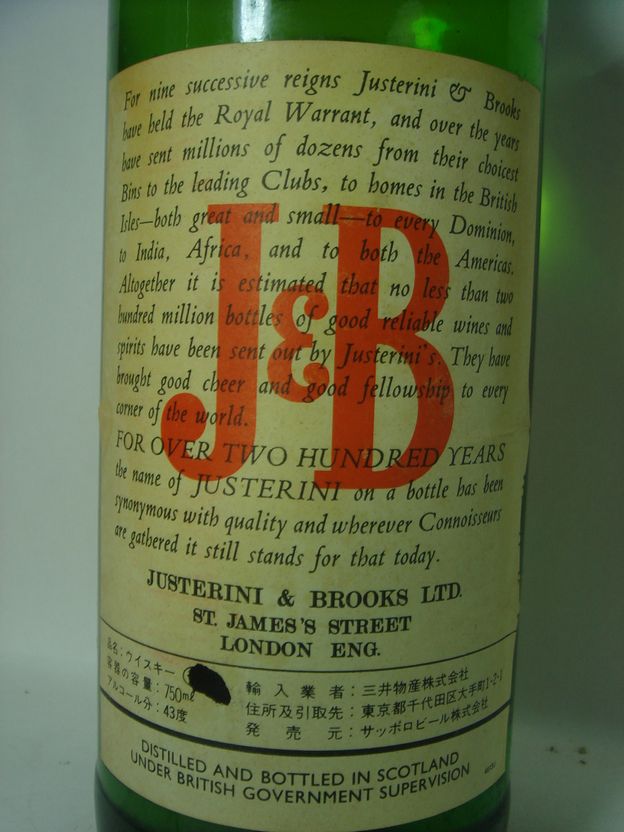 For nine successive reigns Justerini & Brooks
have held the Royal Warrant, and over the years
have sent millions of dozens from their choicest
Bins to the leading Clubs, to homes in the British
Isles—both great and small—to every Dominion,
to India, Africa, and to both the Americas.
Altogether it is estimated that no less than two
hundred million bottles of good reliable wines and
spirits have been sent out by Justerini's. They have
brought good cheer and good fellowship to every
corner of the world.
J&B
FOR OVER TWO HUNDRED YEARS
the name of JUSTERINI on a bottle has been
synonymous with quality and wherever Connoisseurs
are gathered it still stands for that today.
JUSTERINI & BROOKS LTD.
ST. JAMES'S STREET
LONDON ENG.
品名：ウイスキー
容器の容量：750ml
アルコール分：43度
輸入業者：三井物産株式会社
住所及引取先：東京都千代田区大手町1-2-1
発売元：サッポロビール株式会社
DISTILLED AND BOTTLED IN SCOTLAND
UNDER BRITISH GOVERNMENT SUPERVISION